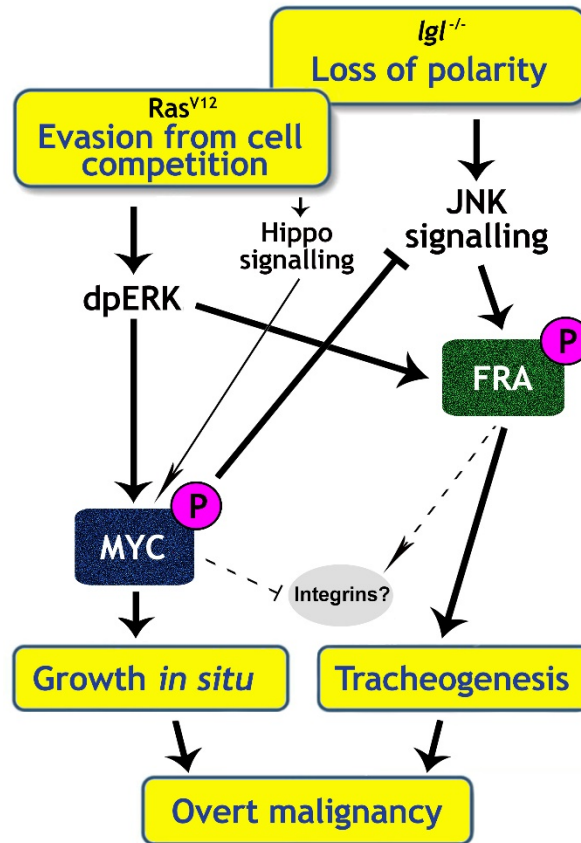 lgl -/-
Loss of polarity
RasV12
Evasion from cell
competition
Hippo
signalling
JNK
signalling
dpERK
P
FRA
P
MYC
Integrins?
Growth in situ
Tracheogenesis
Overt malignancy